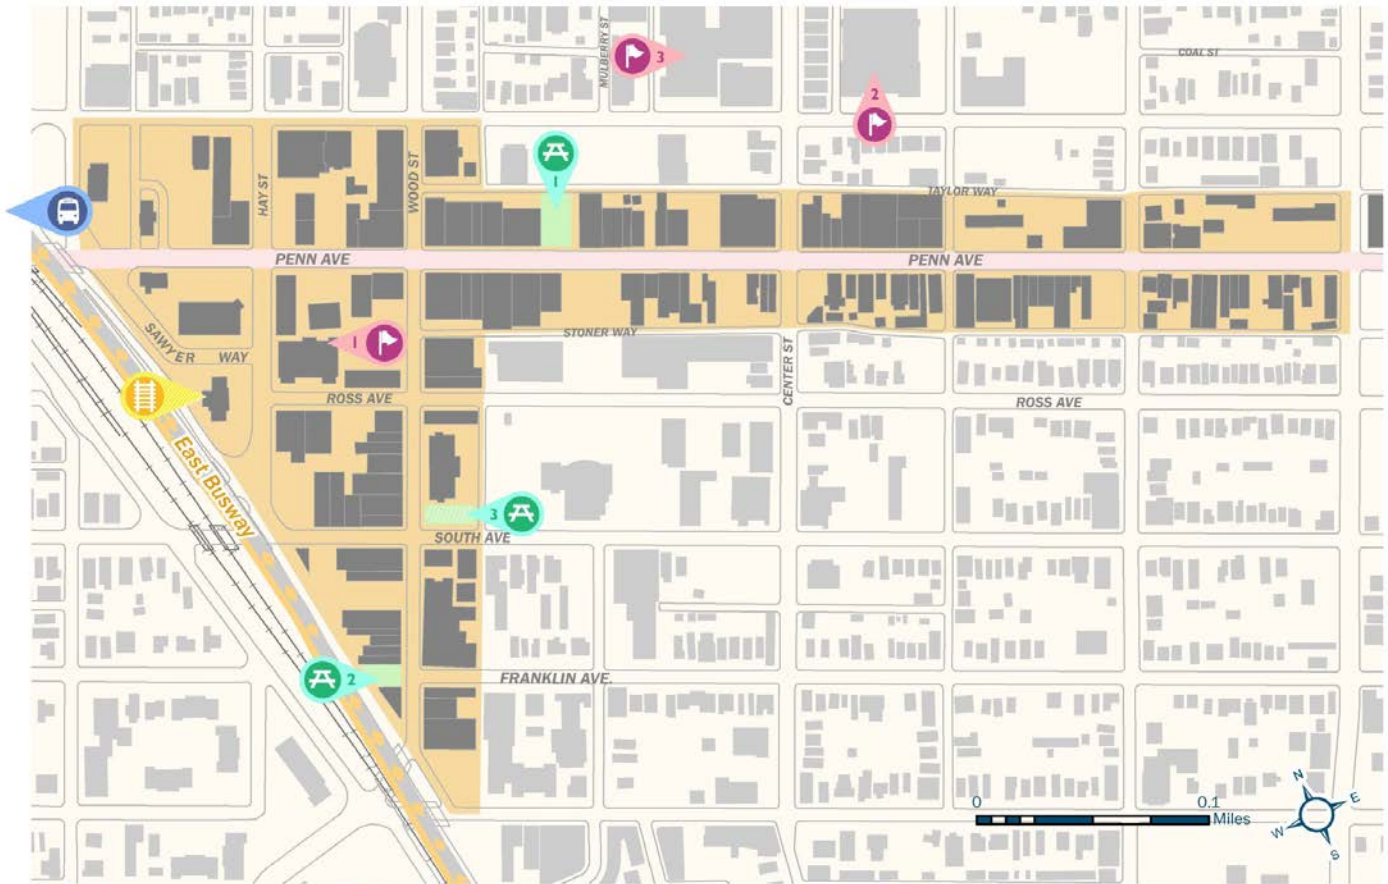 MULBERRY ST
3
COAL ST
2
1
WOOD ST
HAY ST
TAYLOR WAY
PENN AVE
PENN AVE
SAWYER WAY
STONER WAY
1
CENTER ST
ROSS AVE
ROSS AVE
East Busway
3
SOUTH AVE
2
FRANKLIN AVE.
0 0.1
Miles
N
E
W
S